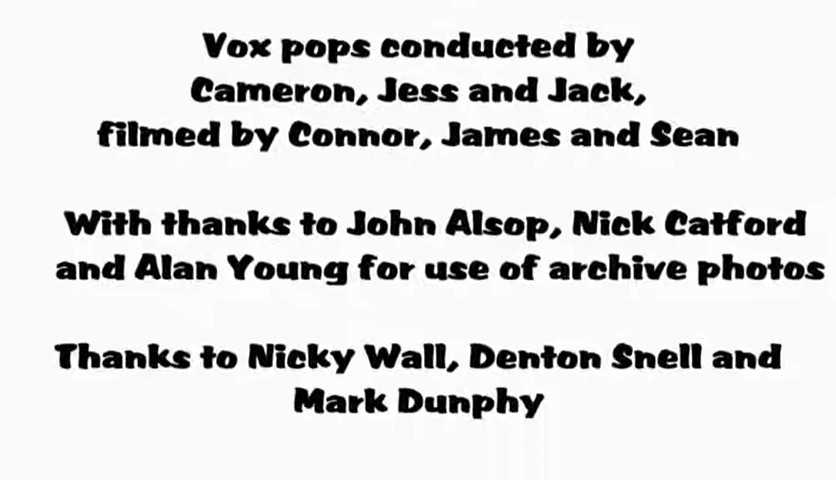 Vox pops conducted by
Cameron, Jess and Jack,
filmed by Connor, James and Sean
With thanks to John Alsop, Nick Catford
and Alan Young for use of archive photos
Thanks to Nicky Wall, Denton Snell and
Mark Dunphy